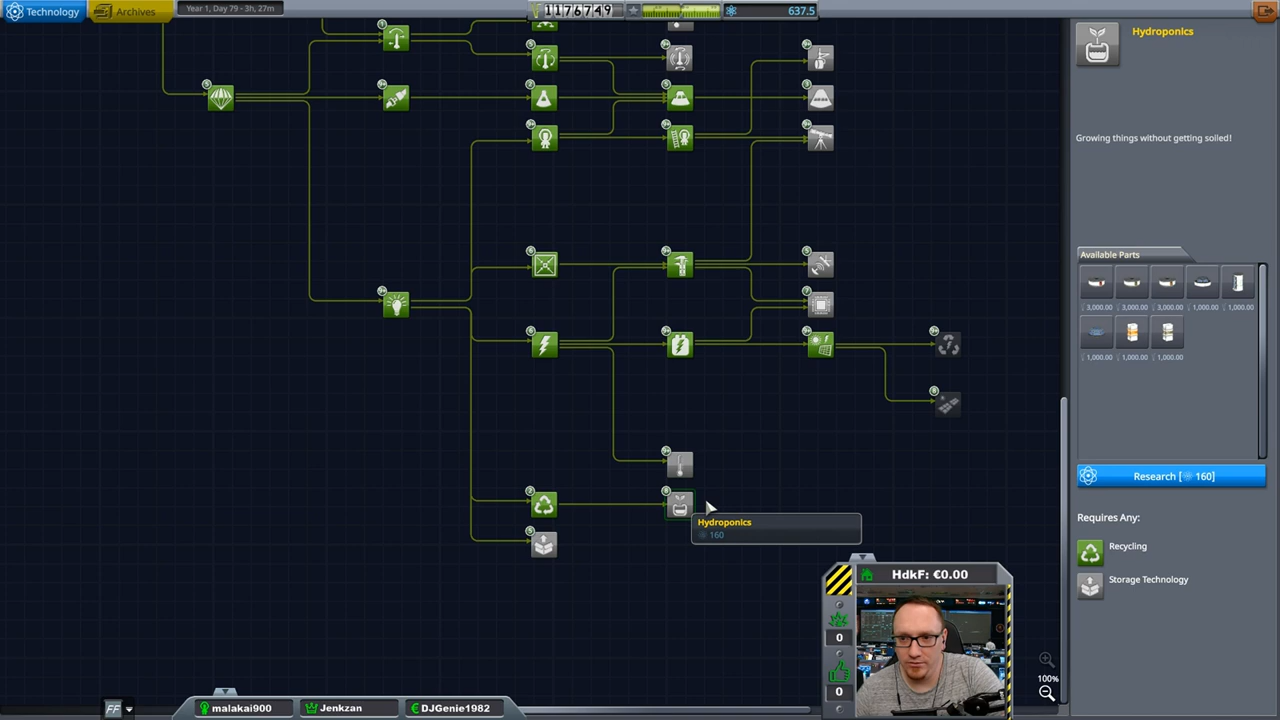 Technology
Archives
Year 1, Day 79 - 3h, 27m
1176749
637.5
Hydroponics
Growing things without getting soiled!
Available Parts
3,000.00 3,000.00 3,000.00 1,000.00 1,000.00
1,000.00 1,000.00 1,000.00
Research [ 160]
Requires Any:
Recycling
Storage Technology
Hydroponics
160
HdkF: €0.00
0
0
100%
FF
malakai900
Jenkzan
DJGenie1982